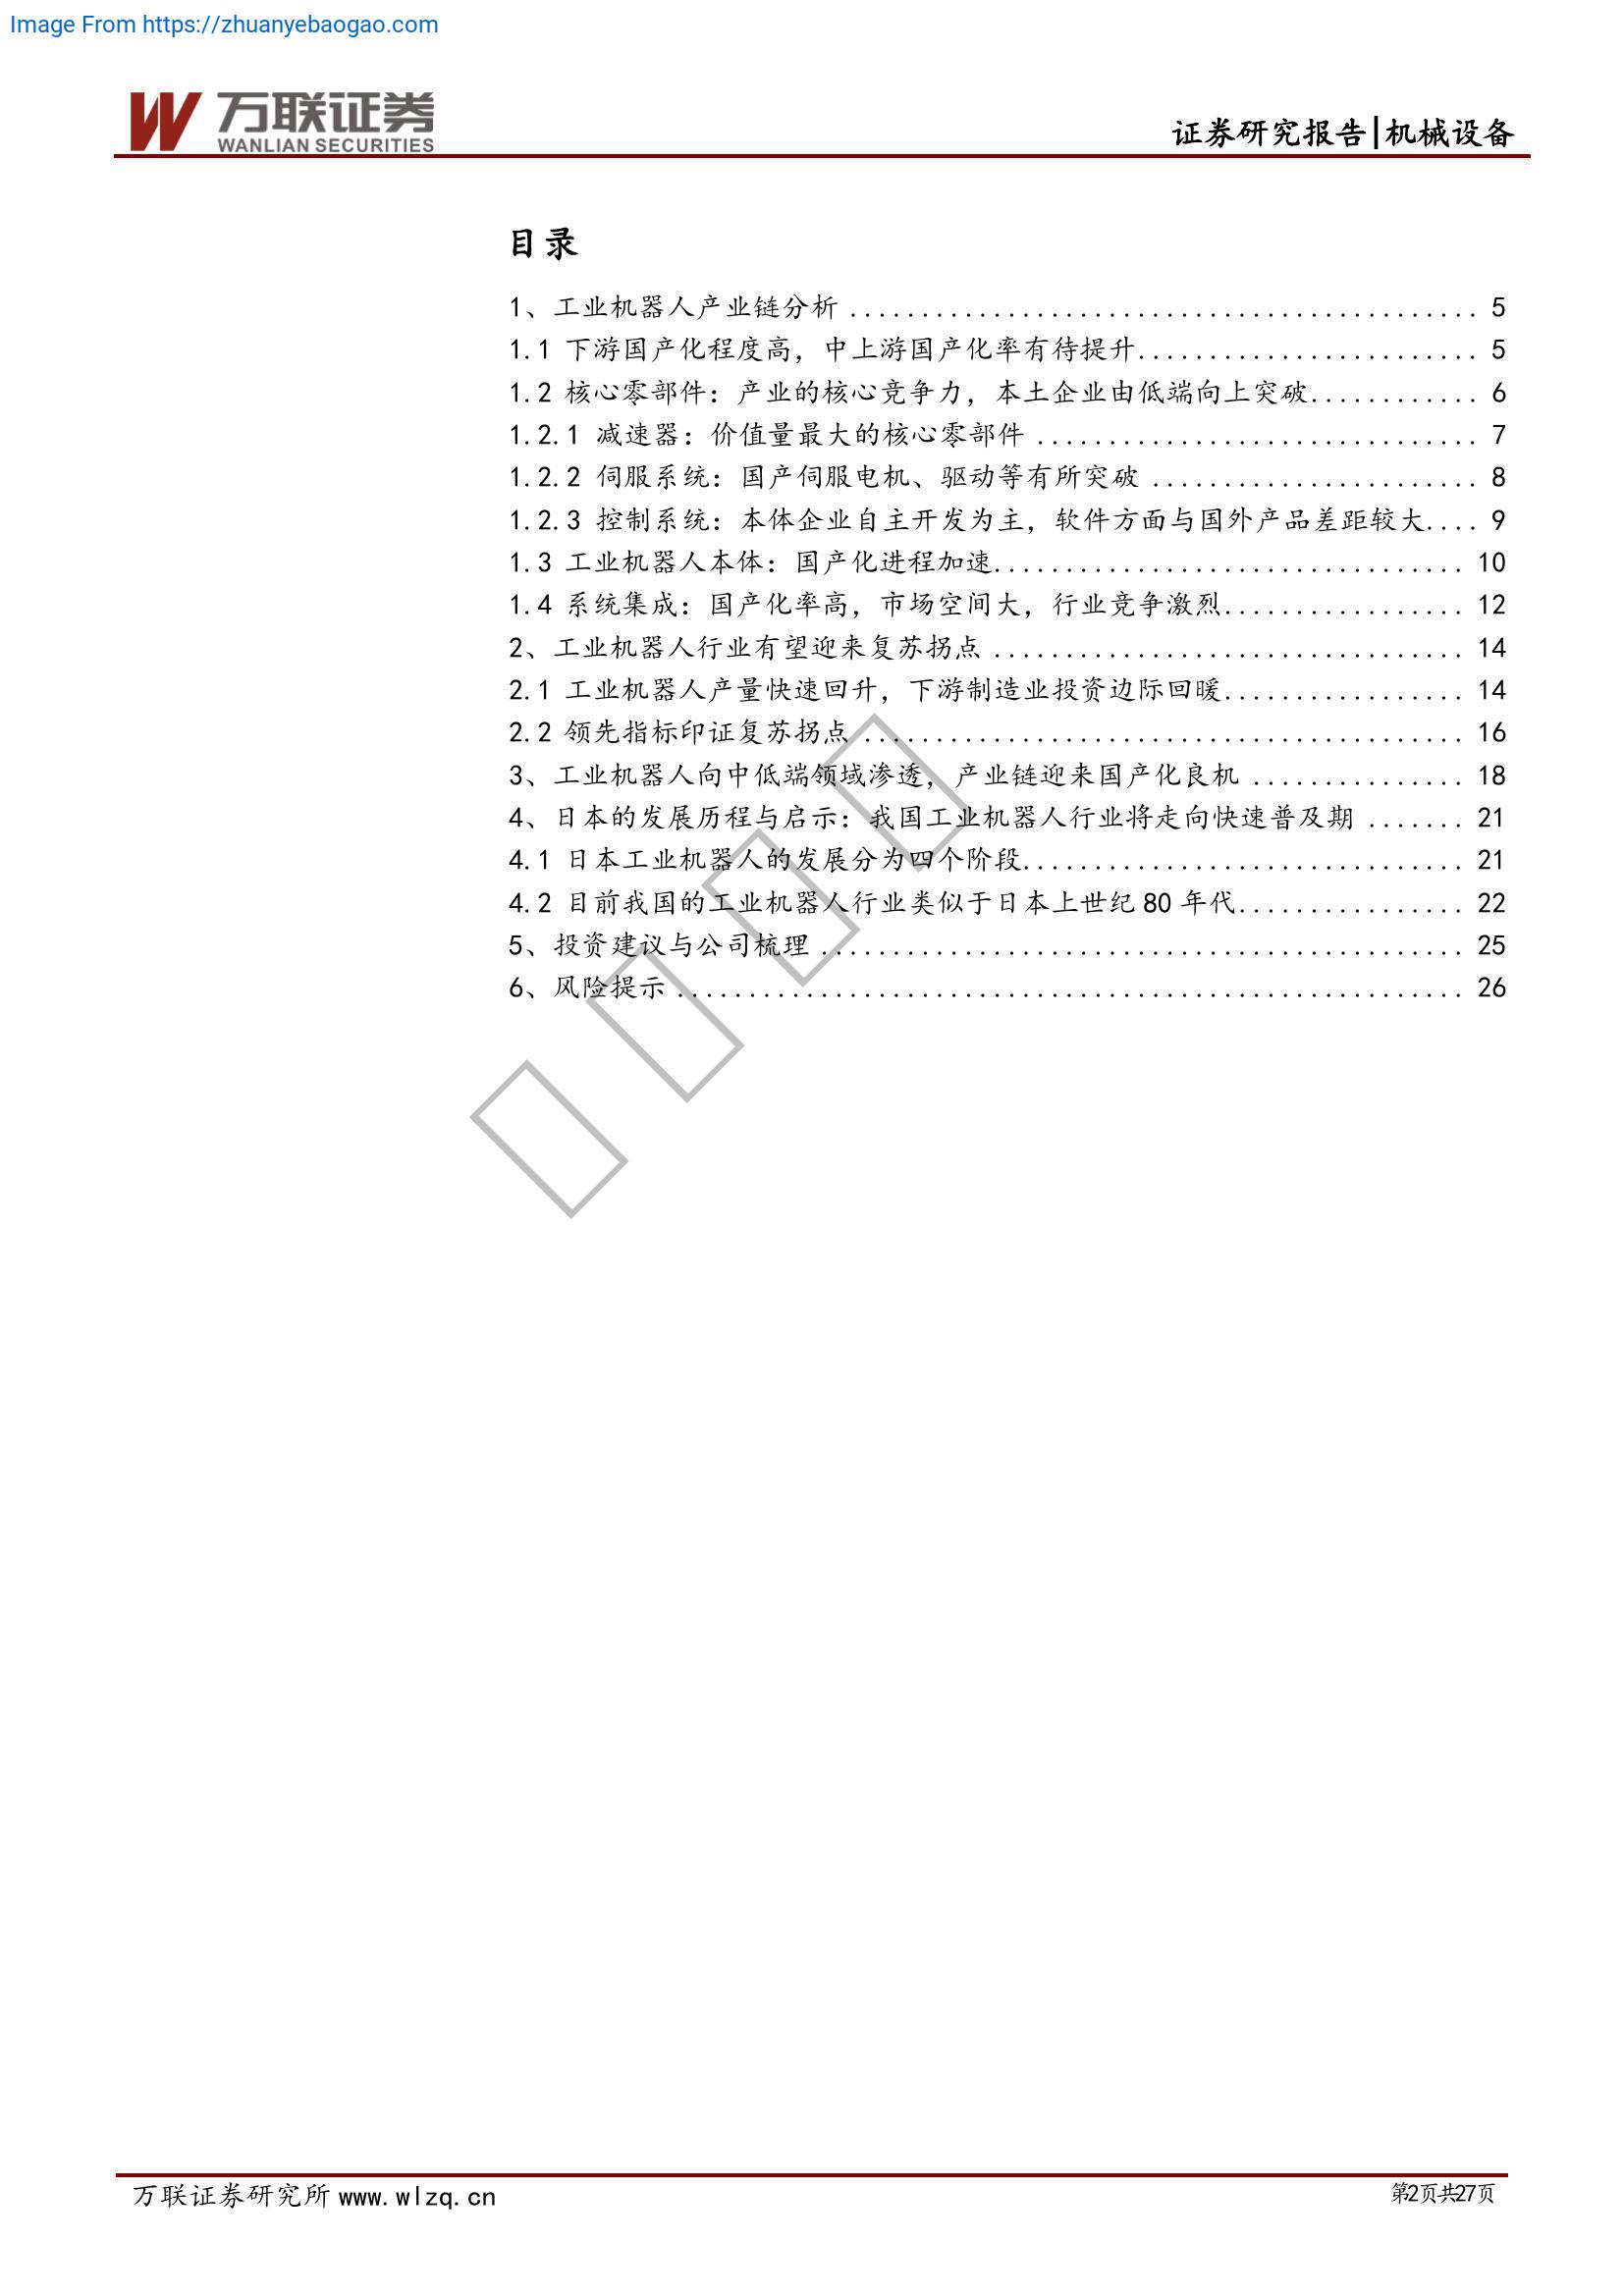 Image From https://zhuanyebaogao.com
万联证券
WANLIAN SECURITIES
证券研究报告|机械设备
目录
1、工业机器人产业链分析 ............................................ 5
1.1 下游国产化程度高，中上游国产化率有待提升........................ 5
1.2 核心零部件：产业的核心竞争力，本土企业由低端向上突破............ 6
1.2.1 减速器：价值量最大的核心零部件 ............................... 7
1.2.2 伺服系统：国产伺服电机、驱动等有所突破 ....................... 8
1.2.3 控制系统：本体企业自主开发为主，软件方面与国外产品差距较大.... 9
1.3 工业机器人本体：国产化进程加速................................. 10
1.4 系统集成：国产化率高，市场空间大，行业竞争激烈................. 12
2、工业机器人行业有望迎来复苏拐点 ................................. 14
2.1 工业机器人产量快速回升，下游制造业投资边际回暖................. 14
2.2 领先指标印证复苏拐点 .......................................... 16
3、工业机器人向中低端领域渗透，产业链迎来国产化良机 ............... 18
4、日本的发展历程与启示：我国工业机器人行业将走向快速普及期 ....... 21
4.1 日本工业机器人的发展分为四个阶段............................... 21
4.2 目前我国的工业机器人行业类似于日本上世纪 80 年代................ 22
5、投资建议与公司梳理 ............................................. 25
6、风险提示 ....................................................... 26
万联证券研究所 www.wlzq.cn
第2页共27页